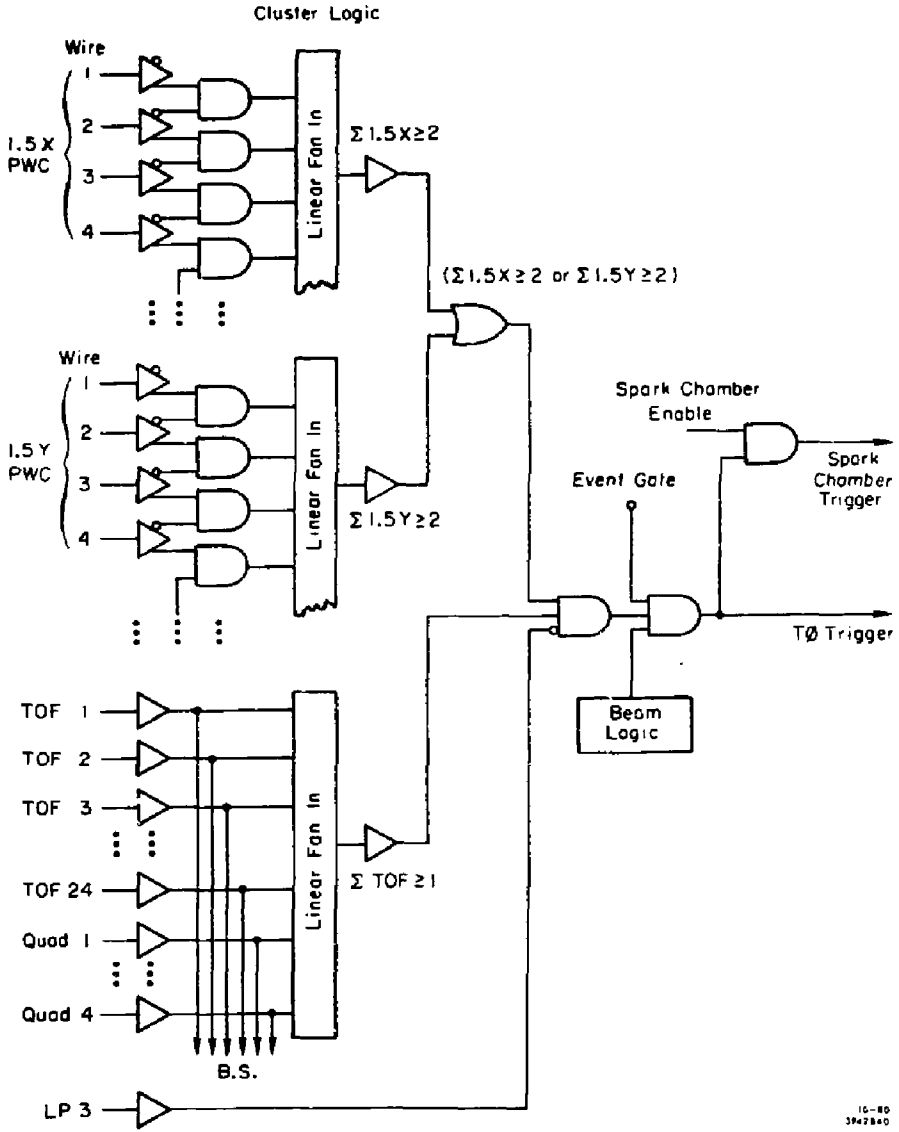 Cluster Logic
Wire
1
2
3
4
1.5 X
PWC
Linear Fan In
Σ 1.5X ≥ 2
(Σ 1.5X ≥ 2 or Σ 1.5Y ≥ 2)
Wire
1
2
3
4
1.5 Y
PWC
Linear Fan In
Σ 1.5Y ≥ 2
Spark Chamber
Enable
Spark
Chamber
Trigger
Event Gate
TØ Trigger
Beam
Logic
TOF 1
TOF 2
TOF 3
TOF 24
Quad 1
Quad 4
Linear Fan In
Σ TOF ≥ 1
B.S.
LP 3
10-80
3947B40